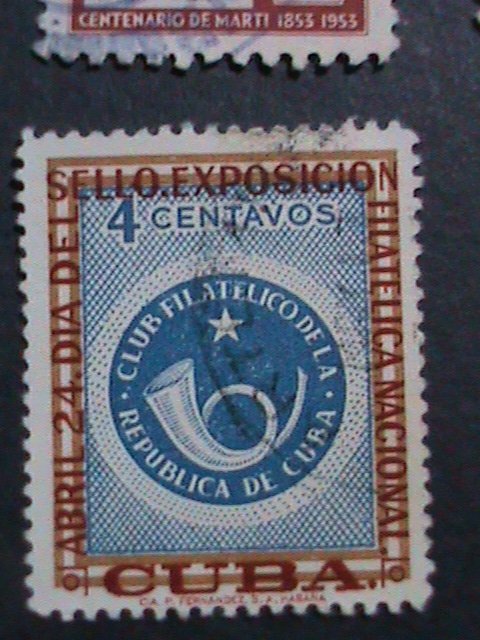 CENTENARIO DE MARTI 1853 1953
ABRIL 24. DIA DEL SELLO. EXPOSICION FILATELICA NACIONAL.
4 CENTAVOS
CLUB FILATELICO DE LA
REPUBLICA DE CUBA
CUBA.
CIA. P. FERNANDEZ, S. A. HABANA